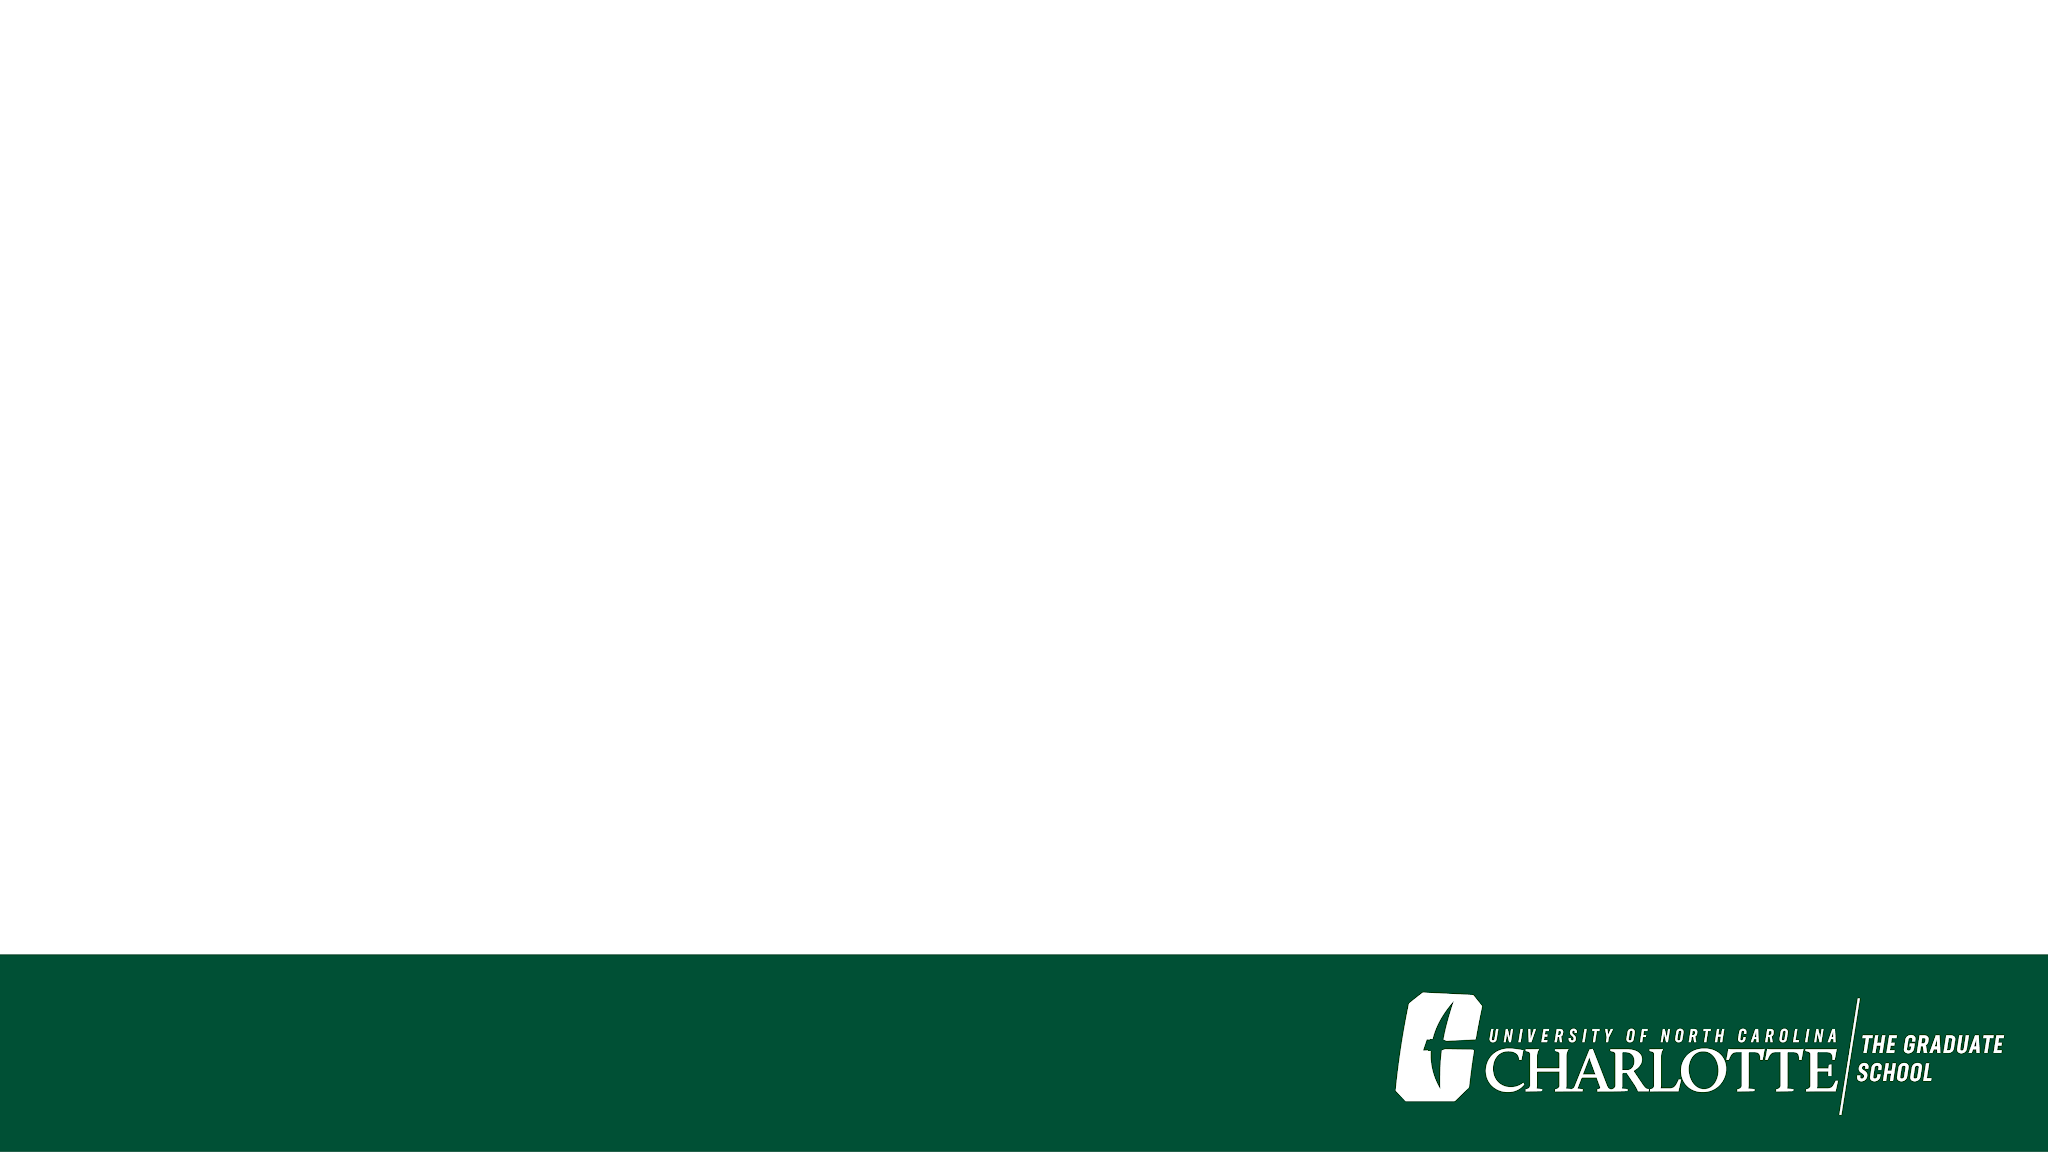 UNIVERSITY OF NORTH CAROLINA
CHARLOTTE
THE GRADUATE
SCHOOL